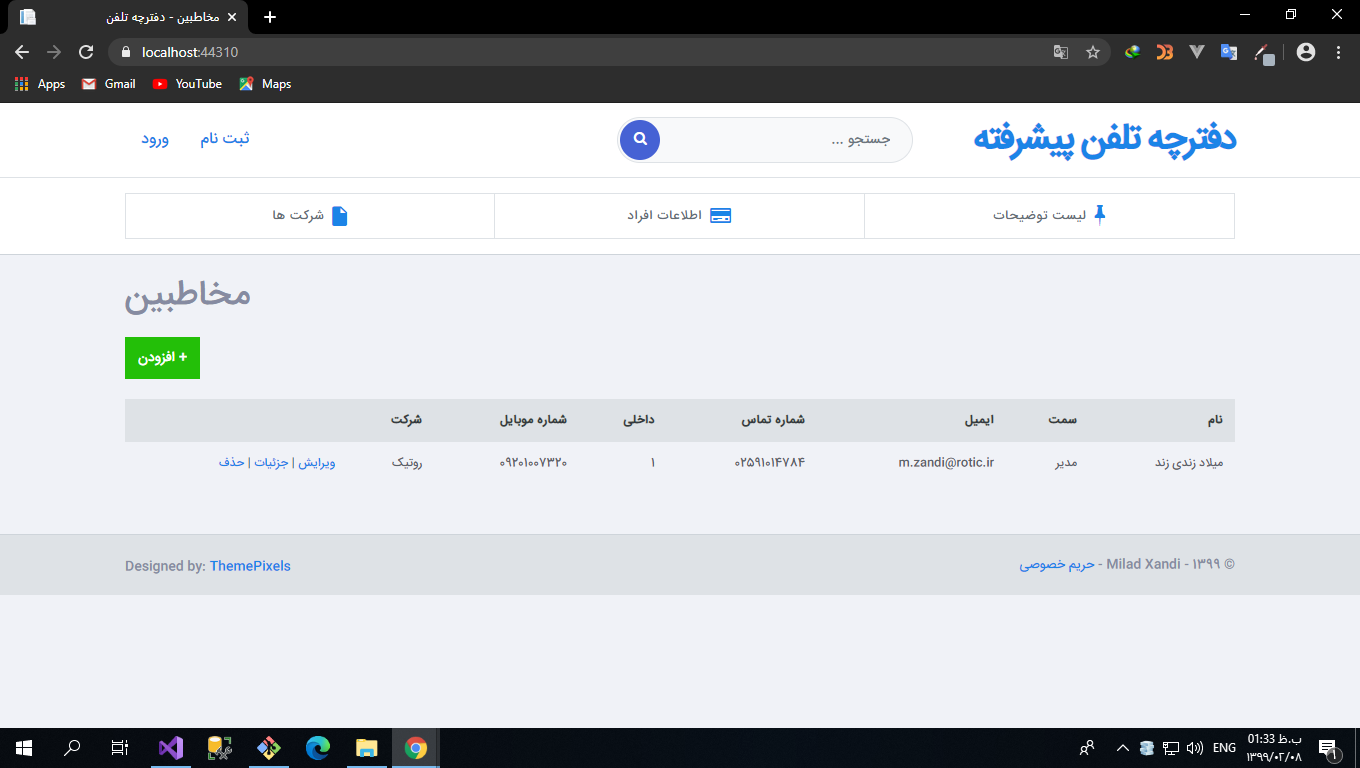 مخاطبین - دفترچه تلفن
localhost:44310
Apps Gmail YouTube Maps
دفترچه تلفن پیشرفته
جستجو ...
ثبت نام ورود
لیست توضیحات اطلاعات افراد شرکت ها
مخاطبین
+ افزودن
نام سمت ایمیل شماره تماس داخلی شماره موبایل شرکت
میلاد زندی زند مدیر m.zandi@rotic.ir ۰۲۵۹۱۰۱۴۷۸۴ ۱ ۰۹۲۰۱۰۰۷۳۲۰ روتیک ویرایش | جزئیات | حذف
© ۱۳۹۹ - Milad Xandi - حریم خصوصی
Designed by: ThemePixels
ENG
01:33 ب.ظ
۱۳۹۹/۰۲/۰۸
۱